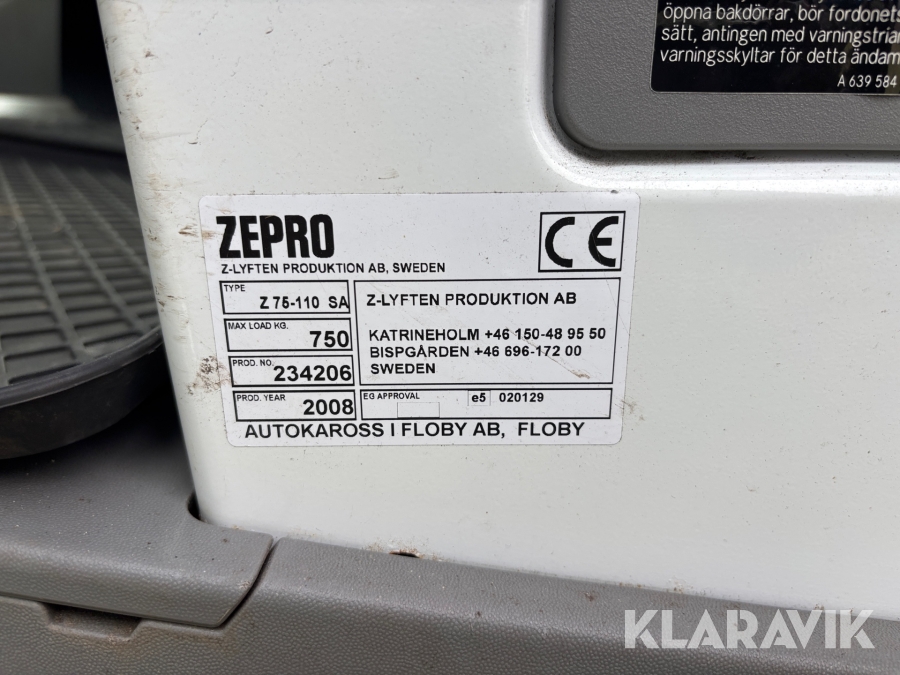 öppna bakdörrar, bör fordonets
sätt, antingen med varningstrian
varningsskyltar för detta ändam
A 639 584
ZEPRO
CE
Z-LYFTEN PRODUKTION AB, SWEDEN
TYPE
Z 75-110 SA
MAX LOAD KG.
750
PROD. NO.
234206
PROD. YEAR
2008
Z-LYFTEN PRODUKTION AB
KATRINEHOLM +46 150-48 95 50
BISPGÅRDEN +46 696-172 00
SWEDEN
EG APPROVAL e5 020129
AUTOKAROSS I FLOBY AB, FLOBY
KLARAVIK